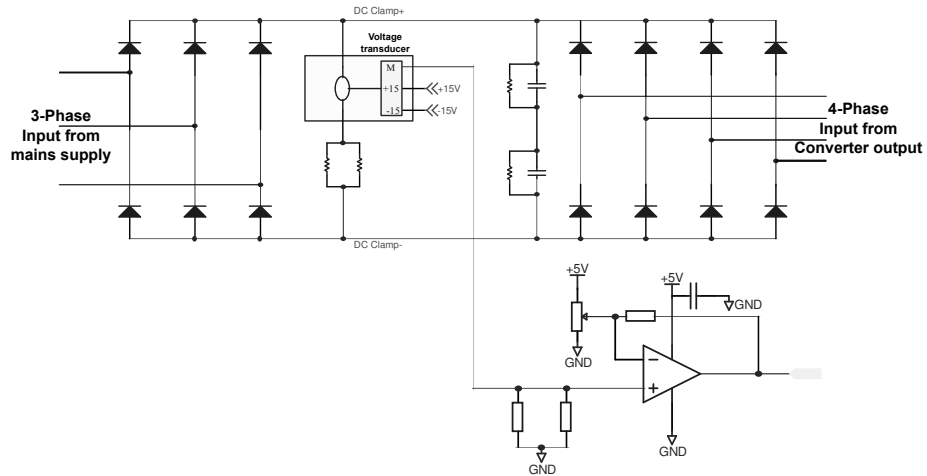 DC Clamp+
Voltage
transducer
M
+15
+15V
-15
-15V
3-Phase
Input from
mains supply
4-Phase
Input from
Converter output
DC Clamp-
+5V
+5V
GND
GND
−
+
GND
GND